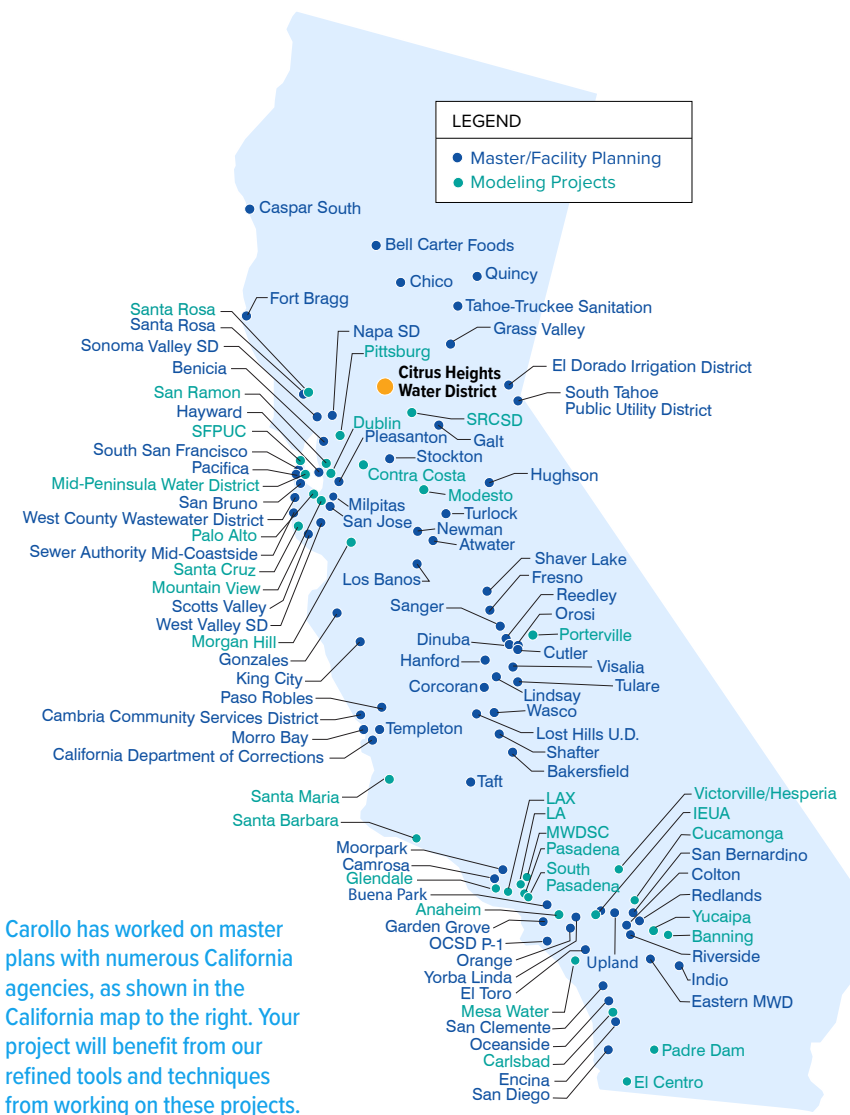 LEGEND
Master/Facility Planning
Modeling Projects
Caspar South
Bell Carter Foods
Quincy
Chico
Fort Bragg
Tahoe-Truckee Sanitation
Santa Rosa
Santa Rosa
Napa SD
Grass Valley
Sonoma Valley SD
Pittsburg
Benicia
Citrus Heights
Water District
El Dorado Irrigation District
San Ramon
South Tahoe
Public Utility District
Hayward
Dublin
SRCSD
SFPUC
Pleasanton
Galt
South San Francisco
Stockton
Pacifica
Contra Costa
Hughson
Mid-Peninsula Water District
Modesto
San Bruno
Milpitas
Turlock
West County Wastewater District
San Jose
Newman
Palo Alto
Atwater
Sewer Authority Mid-Coastside
Shaver Lake
Santa Cruz
Los Banos
Fresno
Mountain View
Reedley
Scotts Valley
Sanger
Orosi
West Valley SD
Porterville
Morgan Hill
Dinuba
Cutler
Gonzales
Hanford
Visalia
King City
Corcoran
Tulare
Lindsay
Paso Robles
Wasco
Cambria Community Services District
Templeton
Lost Hills U.D.
Morro Bay
Shafter
California Department of Corrections
Bakersfield
Taft
Santa Maria
LAX
Victorville/Hesperia
LA
IEUA
Santa Barbara
MWDSC
Cucamonga
Moorpark
Pasadena
San Bernardino
Camrosa
South
Pasadena
Colton
Glendale
Buena Park
Redlands
Anaheim
Yucaipa
Garden Grove
Banning
OCSD P-1
Riverside
Orange
Upland
Yorba Linda
Indio
El Toro
Eastern MWD
Mesa Water
San Clemente
Oceanside
Padre Dam
Carlsbad
Encina
El Centro
San Diego
Carollo has worked on master
plans with numerous California
agencies, as shown in the
California map to the right. Your
project will benefit from our
refined tools and techniques
from working on these projects.